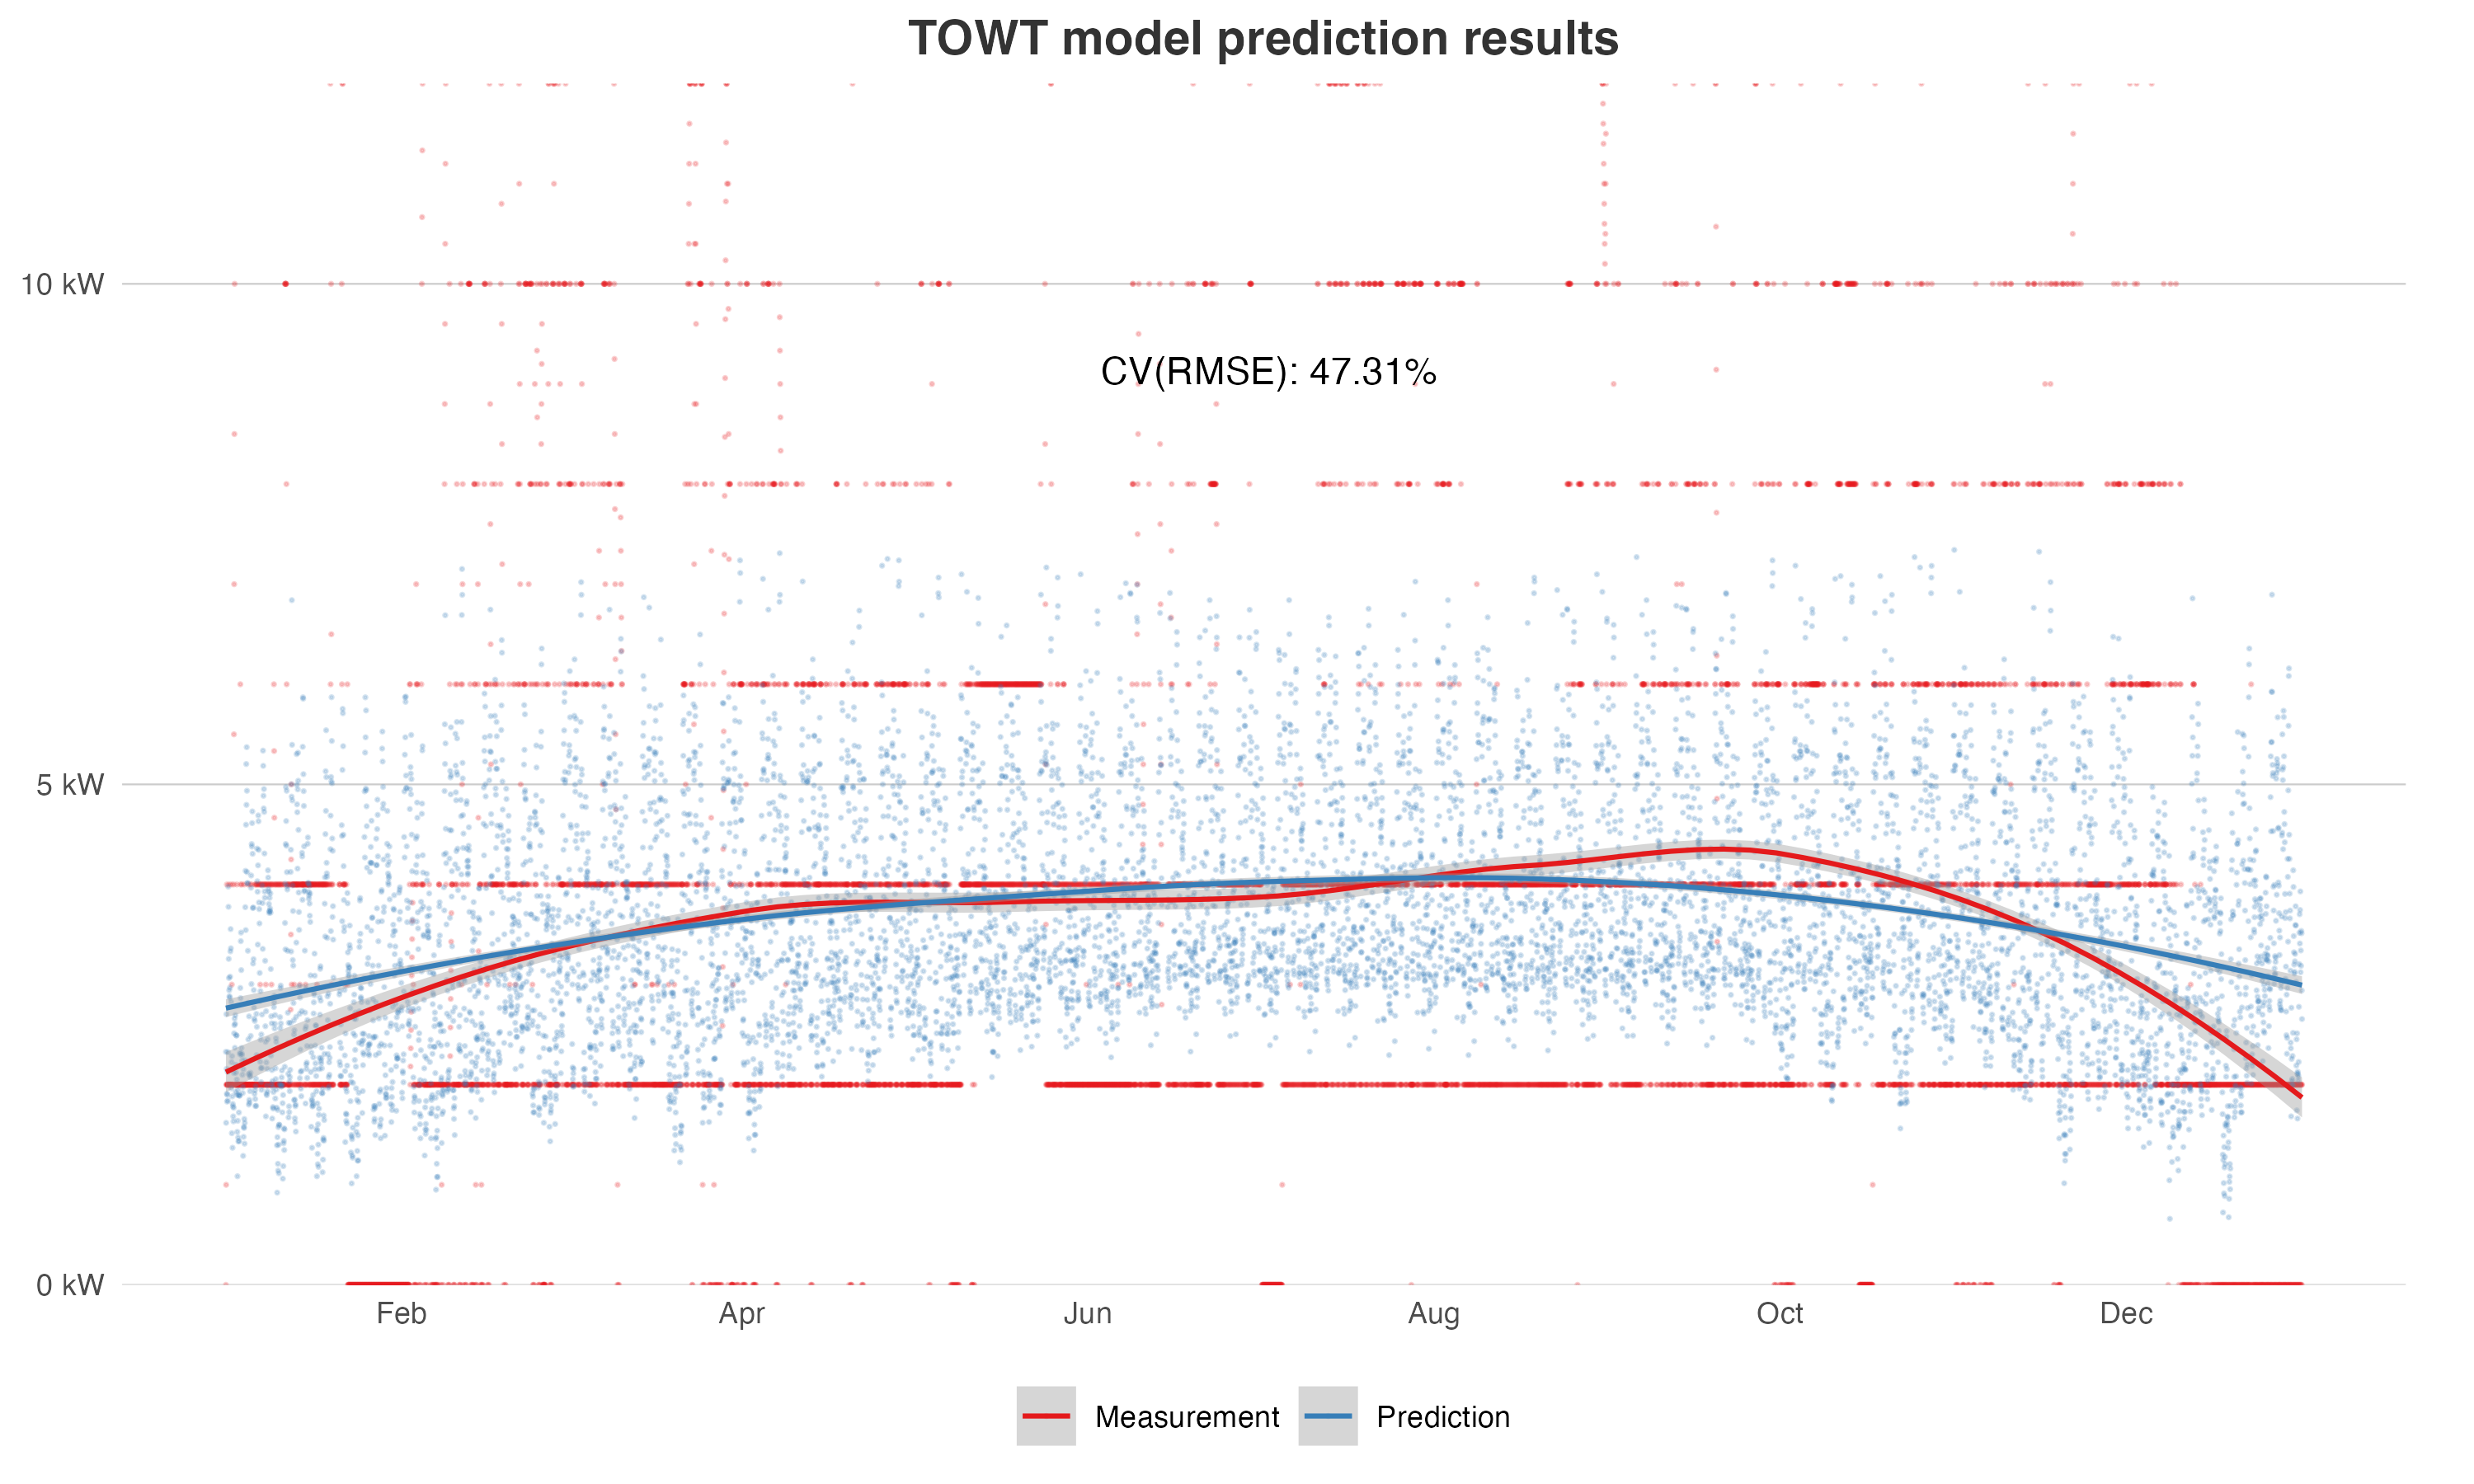 TOWT model prediction results
10 kW
CV(RMSE): 47.31%
5 kW
0 kW
Feb Apr Jun Aug Oct Dec
Measurement Prediction